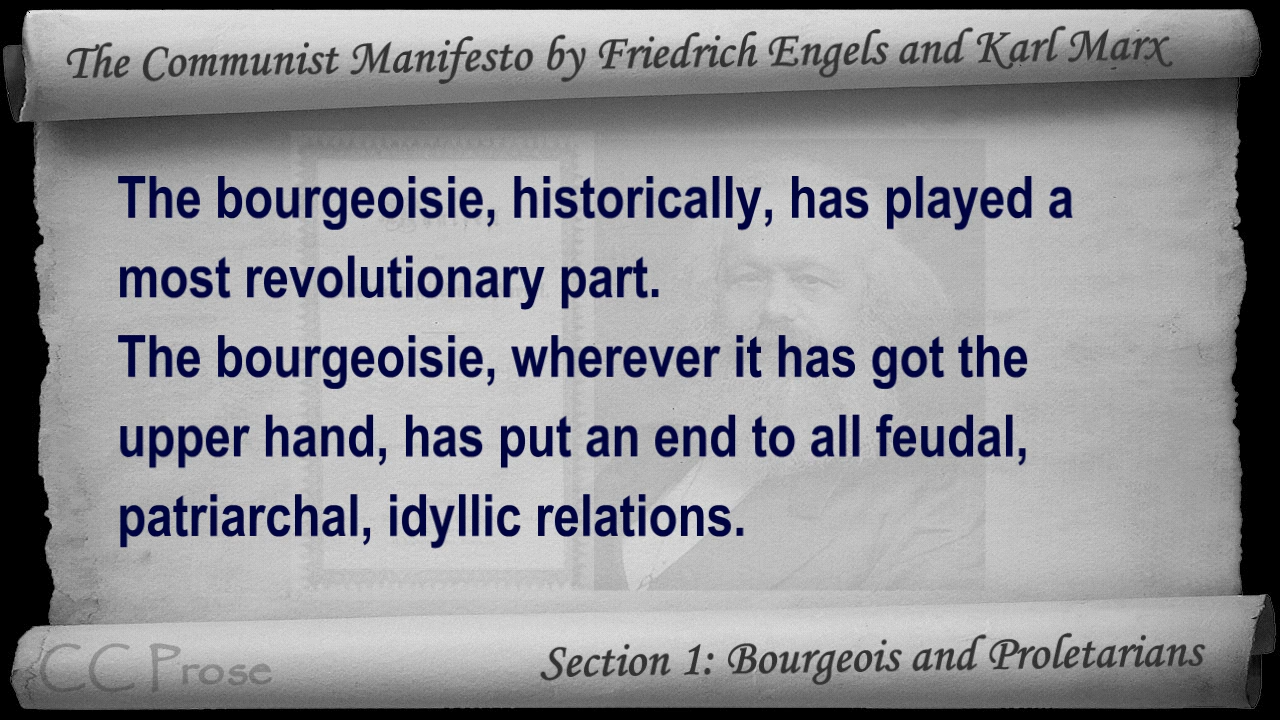 The Communist Manifesto by Friedrich Engels and Karl Marx
The bourgeoisie, historically, has played a
most revolutionary part.
The bourgeoisie, wherever it has got the
upper hand, has put an end to all feudal,
patriarchal, idyllic relations.
CC Prose
Section 1: Bourgeois and Proletarians